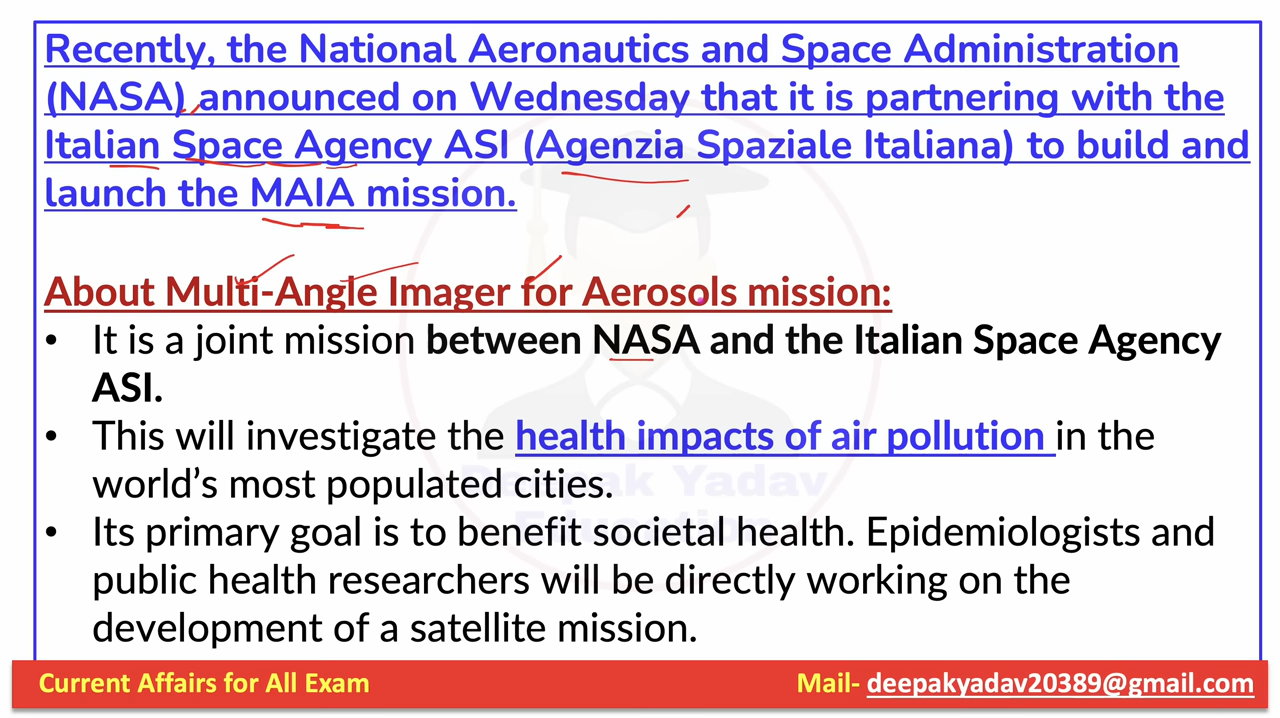 Recently, the National Aeronautics and Space Administration
(NASA) announced on Wednesday that it is partnering with the
Italian Space Agency ASI (Agenzia Spaziale Italiana) to build and
launch the MAIA mission.
About Multi-Angle Imager for Aerosols mission:
• It is a joint mission between NASA and the Italian Space Agency
ASI.
• This will investigate the health impacts of air pollution in the
world’s most populated cities.
• Its primary goal is to benefit societal health. Epidemiologists and
public health researchers will be directly working on the
development of a satellite mission.
Deepak Yadav
Education
Current Affairs for All Exam
Mail- deepakyadav20389@gmail.com